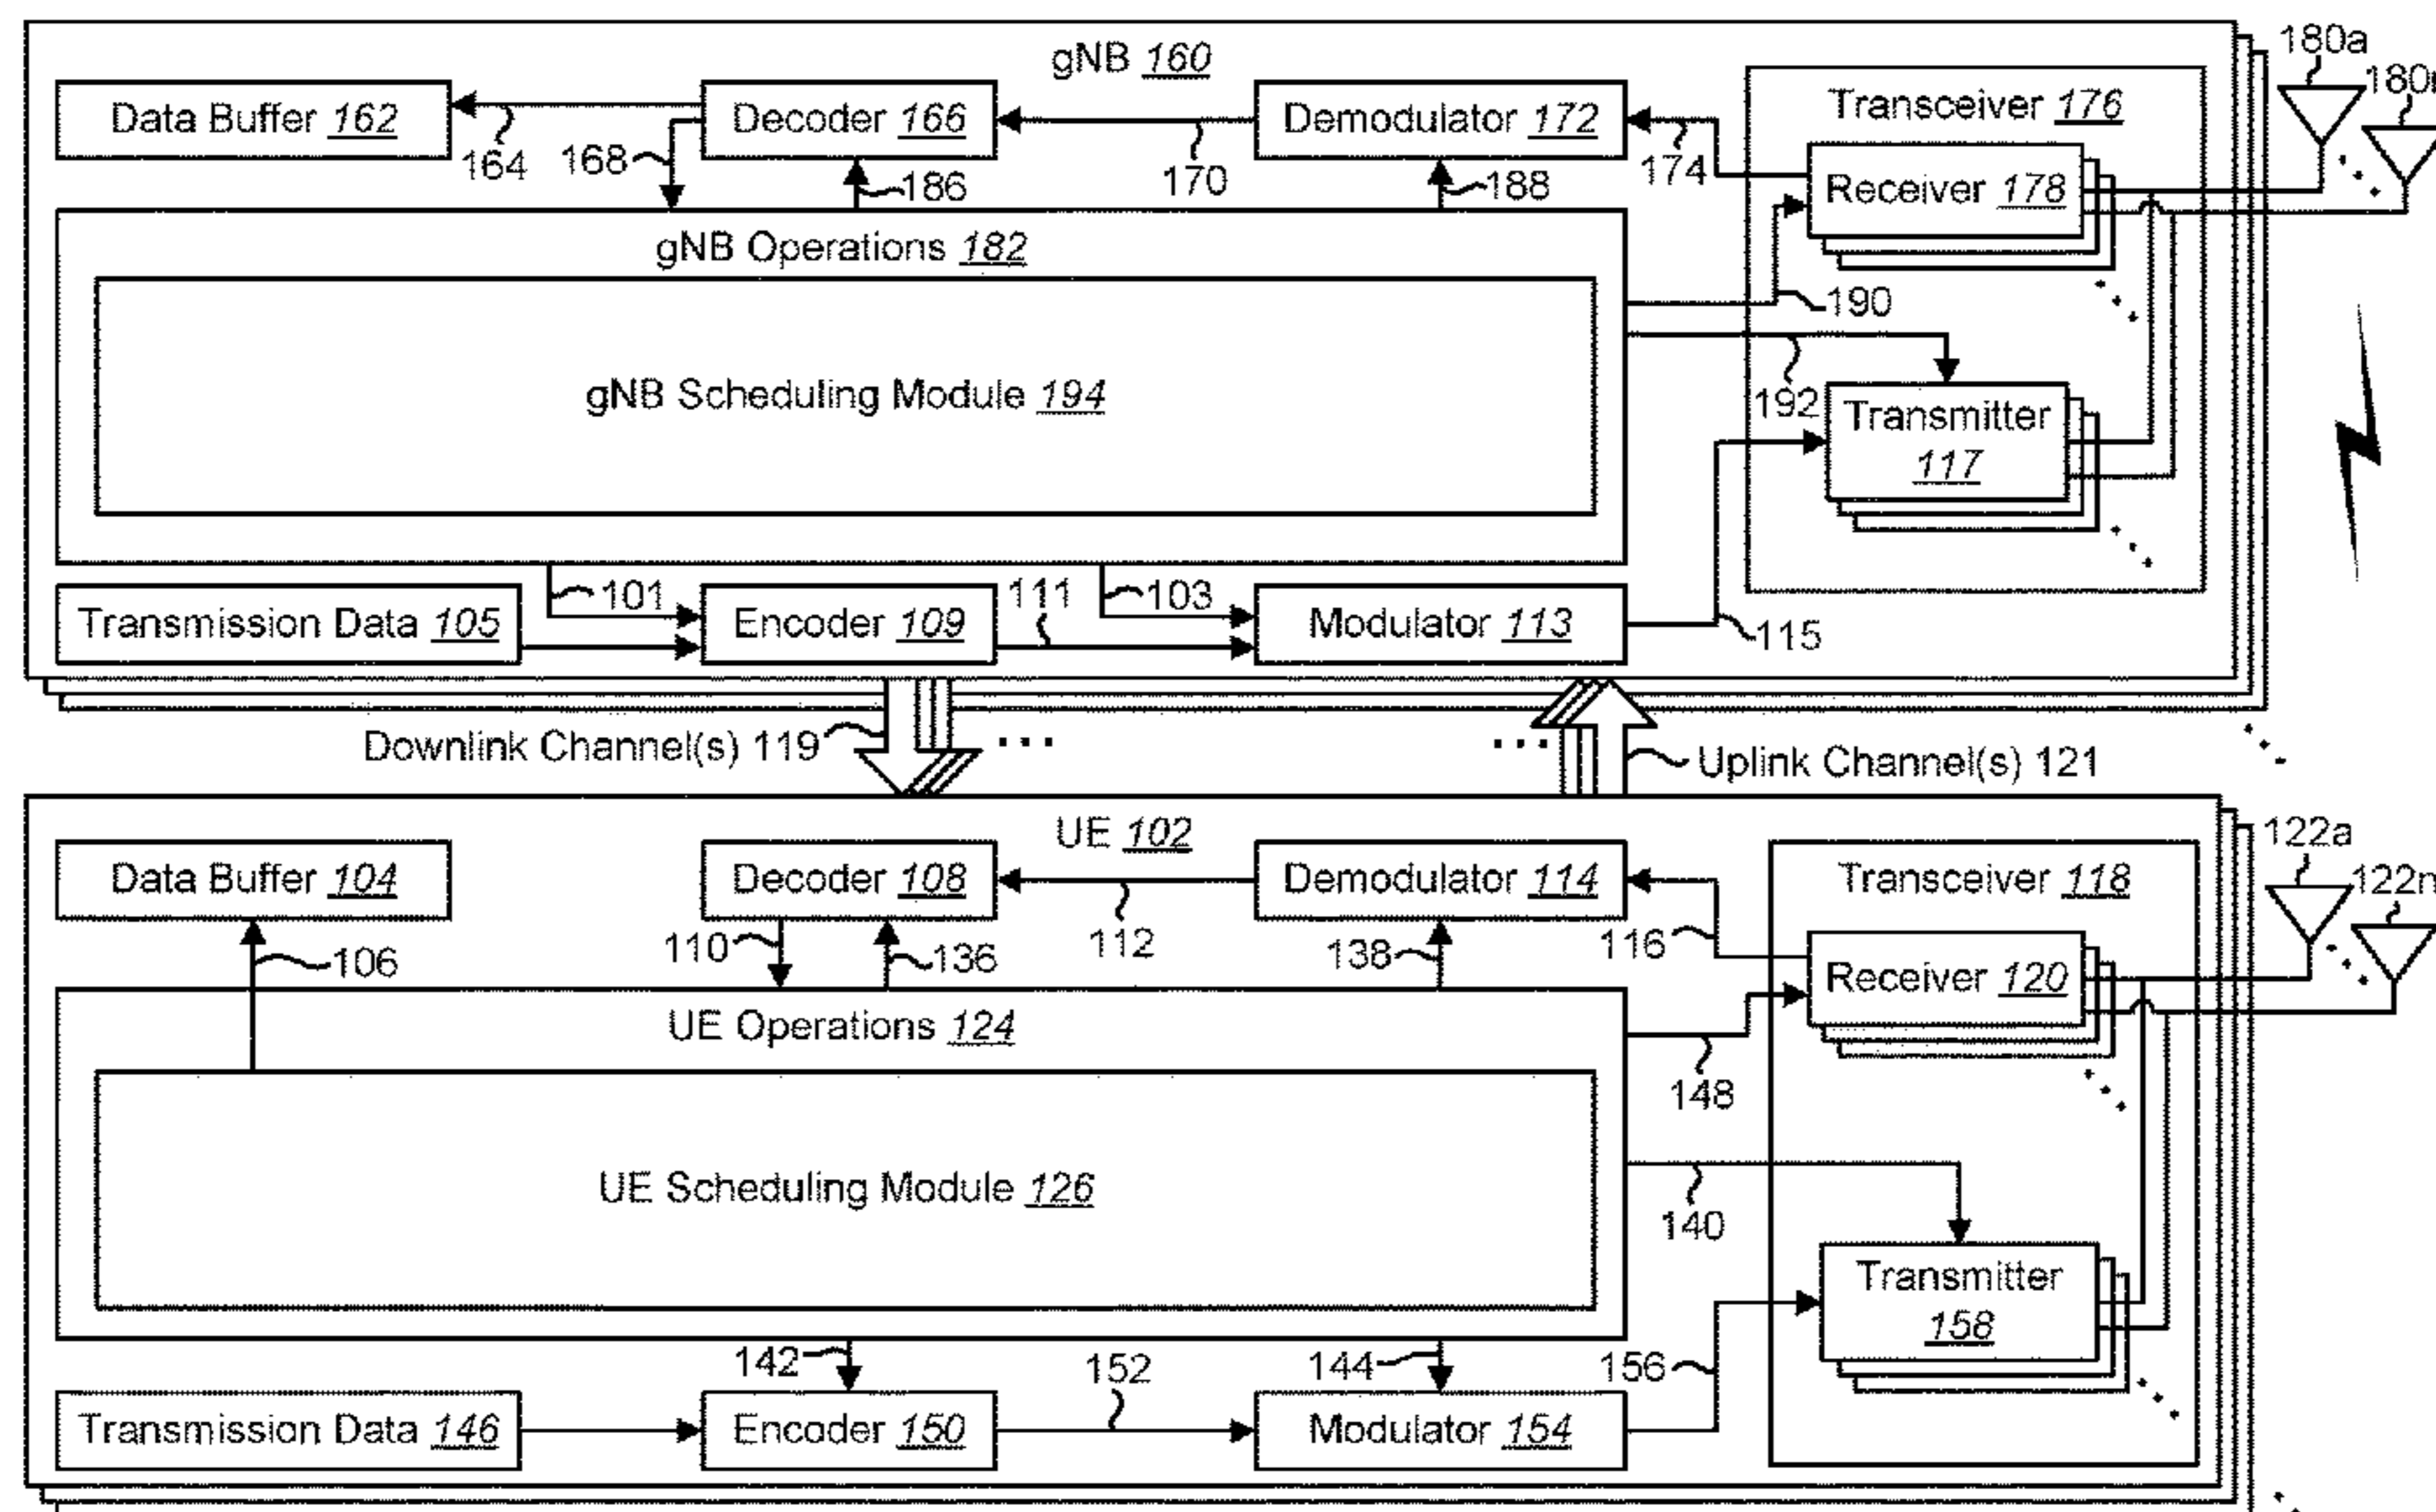 gNB 160
180a
180n
Data Buffer 162
164
168
Decoder 166
186
170
Demodulator 172
188
174
Transceiver 176
Receiver 178
gNB Operations 182
190
192
gNB Scheduling Module 194
Transmitter
117
101
111
103
115
Transmission Data 105
Encoder 109
Modulator 113
Downlink Channel(s) 119
...
...
Uplink Channel(s) 121
UE 102
122a
122n
Data Buffer 104
106
Decoder 108
110
136
112
Demodulator 114
138
116
Transceiver 118
Receiver 120
UE Operations 124
148
UE Scheduling Module 126
140
Transmitter
158
142
152
144
156
Transmission Data 146
Encoder 150
Modulator 154